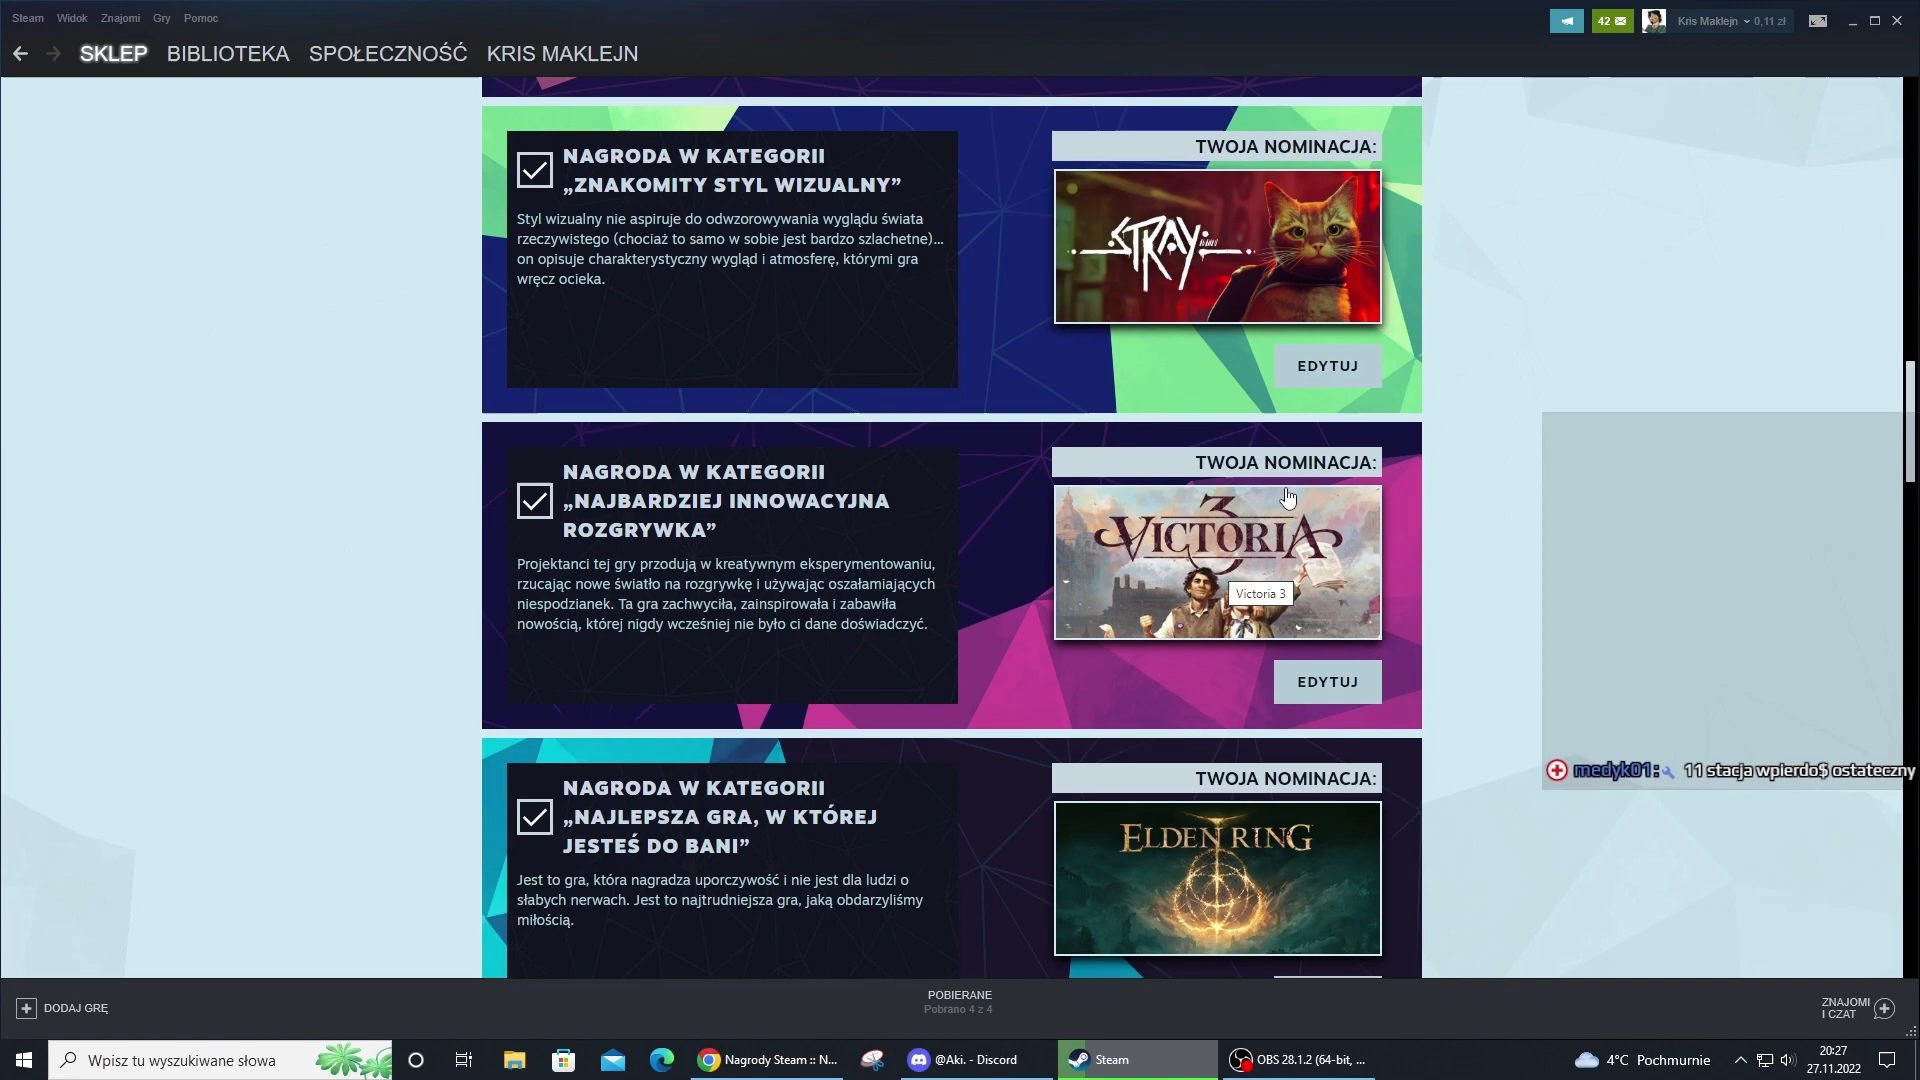 Steam Widok Znajomi Gry Pomoc
42
Kris Maklejn 0,11 zł
SKLEP BIBLIOTEKA SPOŁECZNOŚĆ KRIS MAKLEJN
NAGRODA W KATEGORII
„ZNAKOMITY STYL WIZUALNY”
Styl wizualny nie aspiruje do odwzorowywania wyglądu świata
rzeczywistego (chociaż to samo w sobie jest bardzo szlachetne)...
on opisuje charakterystyczny wygląd i atmosferę, którymi gra
wręcz ocieka.
TWOJA NOMINACJA:
STRAY
EDYTUJ
NAGRODA W KATEGORII
„NAJBARDZIEJ INNOWACYJNA
ROZGRYWKA”
Projektanci tej gry przodują w kreatywnym eksperymentowaniu,
rzucając nowe światło na rozgrywkę i używając oszałamiających
niespodzianek. Ta gra zachwyciła, zainspirowała i zabawiła
nowością, której nigdy wcześniej nie było ci dane doświadczyć.
TWOJA NOMINACJA:
3
VICTORIA
Victoria 3
EDYTUJ
NAGRODA W KATEGORII
„NAJLEPSZA GRA, W KTÓREJ
JESTEŚ DO BANI”
Jest to gra, która nagradza uporczywość i nie jest dla ludzi o
słabych nerwach. Jest to najtrudniejsza gra, jaką obdarzyliśmy
miłością.
TWOJA NOMINACJA:
ELDEN RING
medyk01: 11 stacja wpierdo$ ostateczny
DODAJ GRĘ
POBIERANE
Pobrano 4 z 4
ZNAJOMI
I CZAT
Wpisz tu wyszukiwane słowa
Nagrody Steam :: N...
@Aki. - Discord
Steam
OBS 28.1.2 (64-bit, ...
4°C Pochmurnie
20:27
27.11.2022